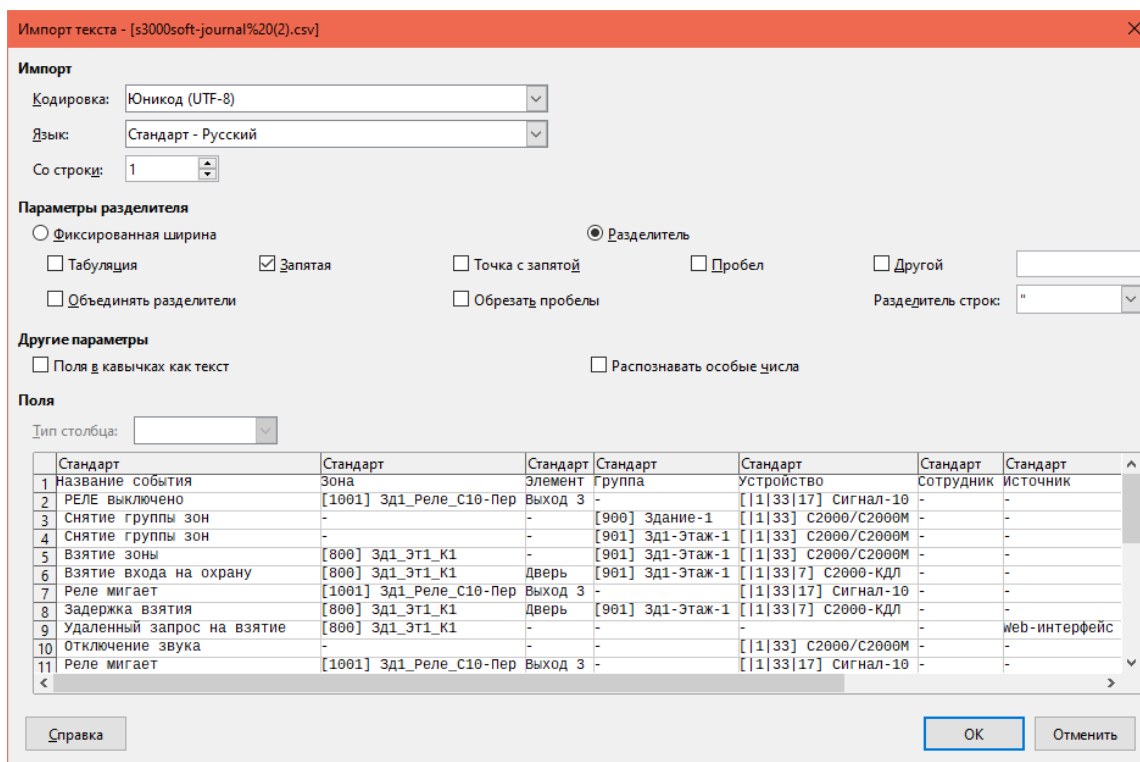 Импорт текста - [s3000soft-journal%20(2).csv]
Импорт
Кодировка: Юникод (UTF-8)
Язык: Стандарт - Русский
Со строки: 1
Параметры разделителя
Фиксированная ширина Разделитель
Табуляция Запятая Точка с запятой Пробел Другой
Объединять разделители Обрезать пробелы Разделитель строк: "
Другие параметры
Поля в кавычках как текст Распознавать особые числа
Поля
Тип столбца:
Стандарт Стандарт Стандарт Стандарт Стандарт Стандарт Стандарт
1 Название события Зона Элемент Группа Устройство Сотрудник Источник
2 РЕЛЕ выключено [1001] Зд1_Реле_С10-Пер Выход 3 - [|1|33|17] Сигнал-10 - -
3 Снятие группы зон - - [900] Здание-1 [|1|33] С2000/С2000М - -
4 Снятие группы зон - - [901] Зд1-Этаж-1 [|1|33] С2000/С2000М - -
5 Взятие зоны [800] Зд1_Эт1_К1 - [901] Зд1-Этаж-1 [|1|33] С2000/С2000М - -
6 Взятие входа на охрану [800] Зд1_Эт1_К1 Дверь [901] Зд1-Этаж-1 [|1|33|7] С2000-КДЛ - -
7 Реле мигает [1001] Зд1_Реле_С10-Пер Выход 3 - [|1|33|17] Сигнал-10 - -
8 Задержка взятия [800] Зд1_Эт1_К1 Дверь [901] Зд1-Этаж-1 [|1|33|7] С2000-КДЛ - -
9 Удаленный запрос на взятие [800] Зд1_Эт1_К1 - - - - Web-интерфейс
10 Отключение звука - - - [|1|33] С2000/С2000М - -
11 Реле мигает [1001] Зд1_Реле_С10-Пер Выход 3 - [|1|33|17] Сигнал-10 - -
Справка OK Отменить